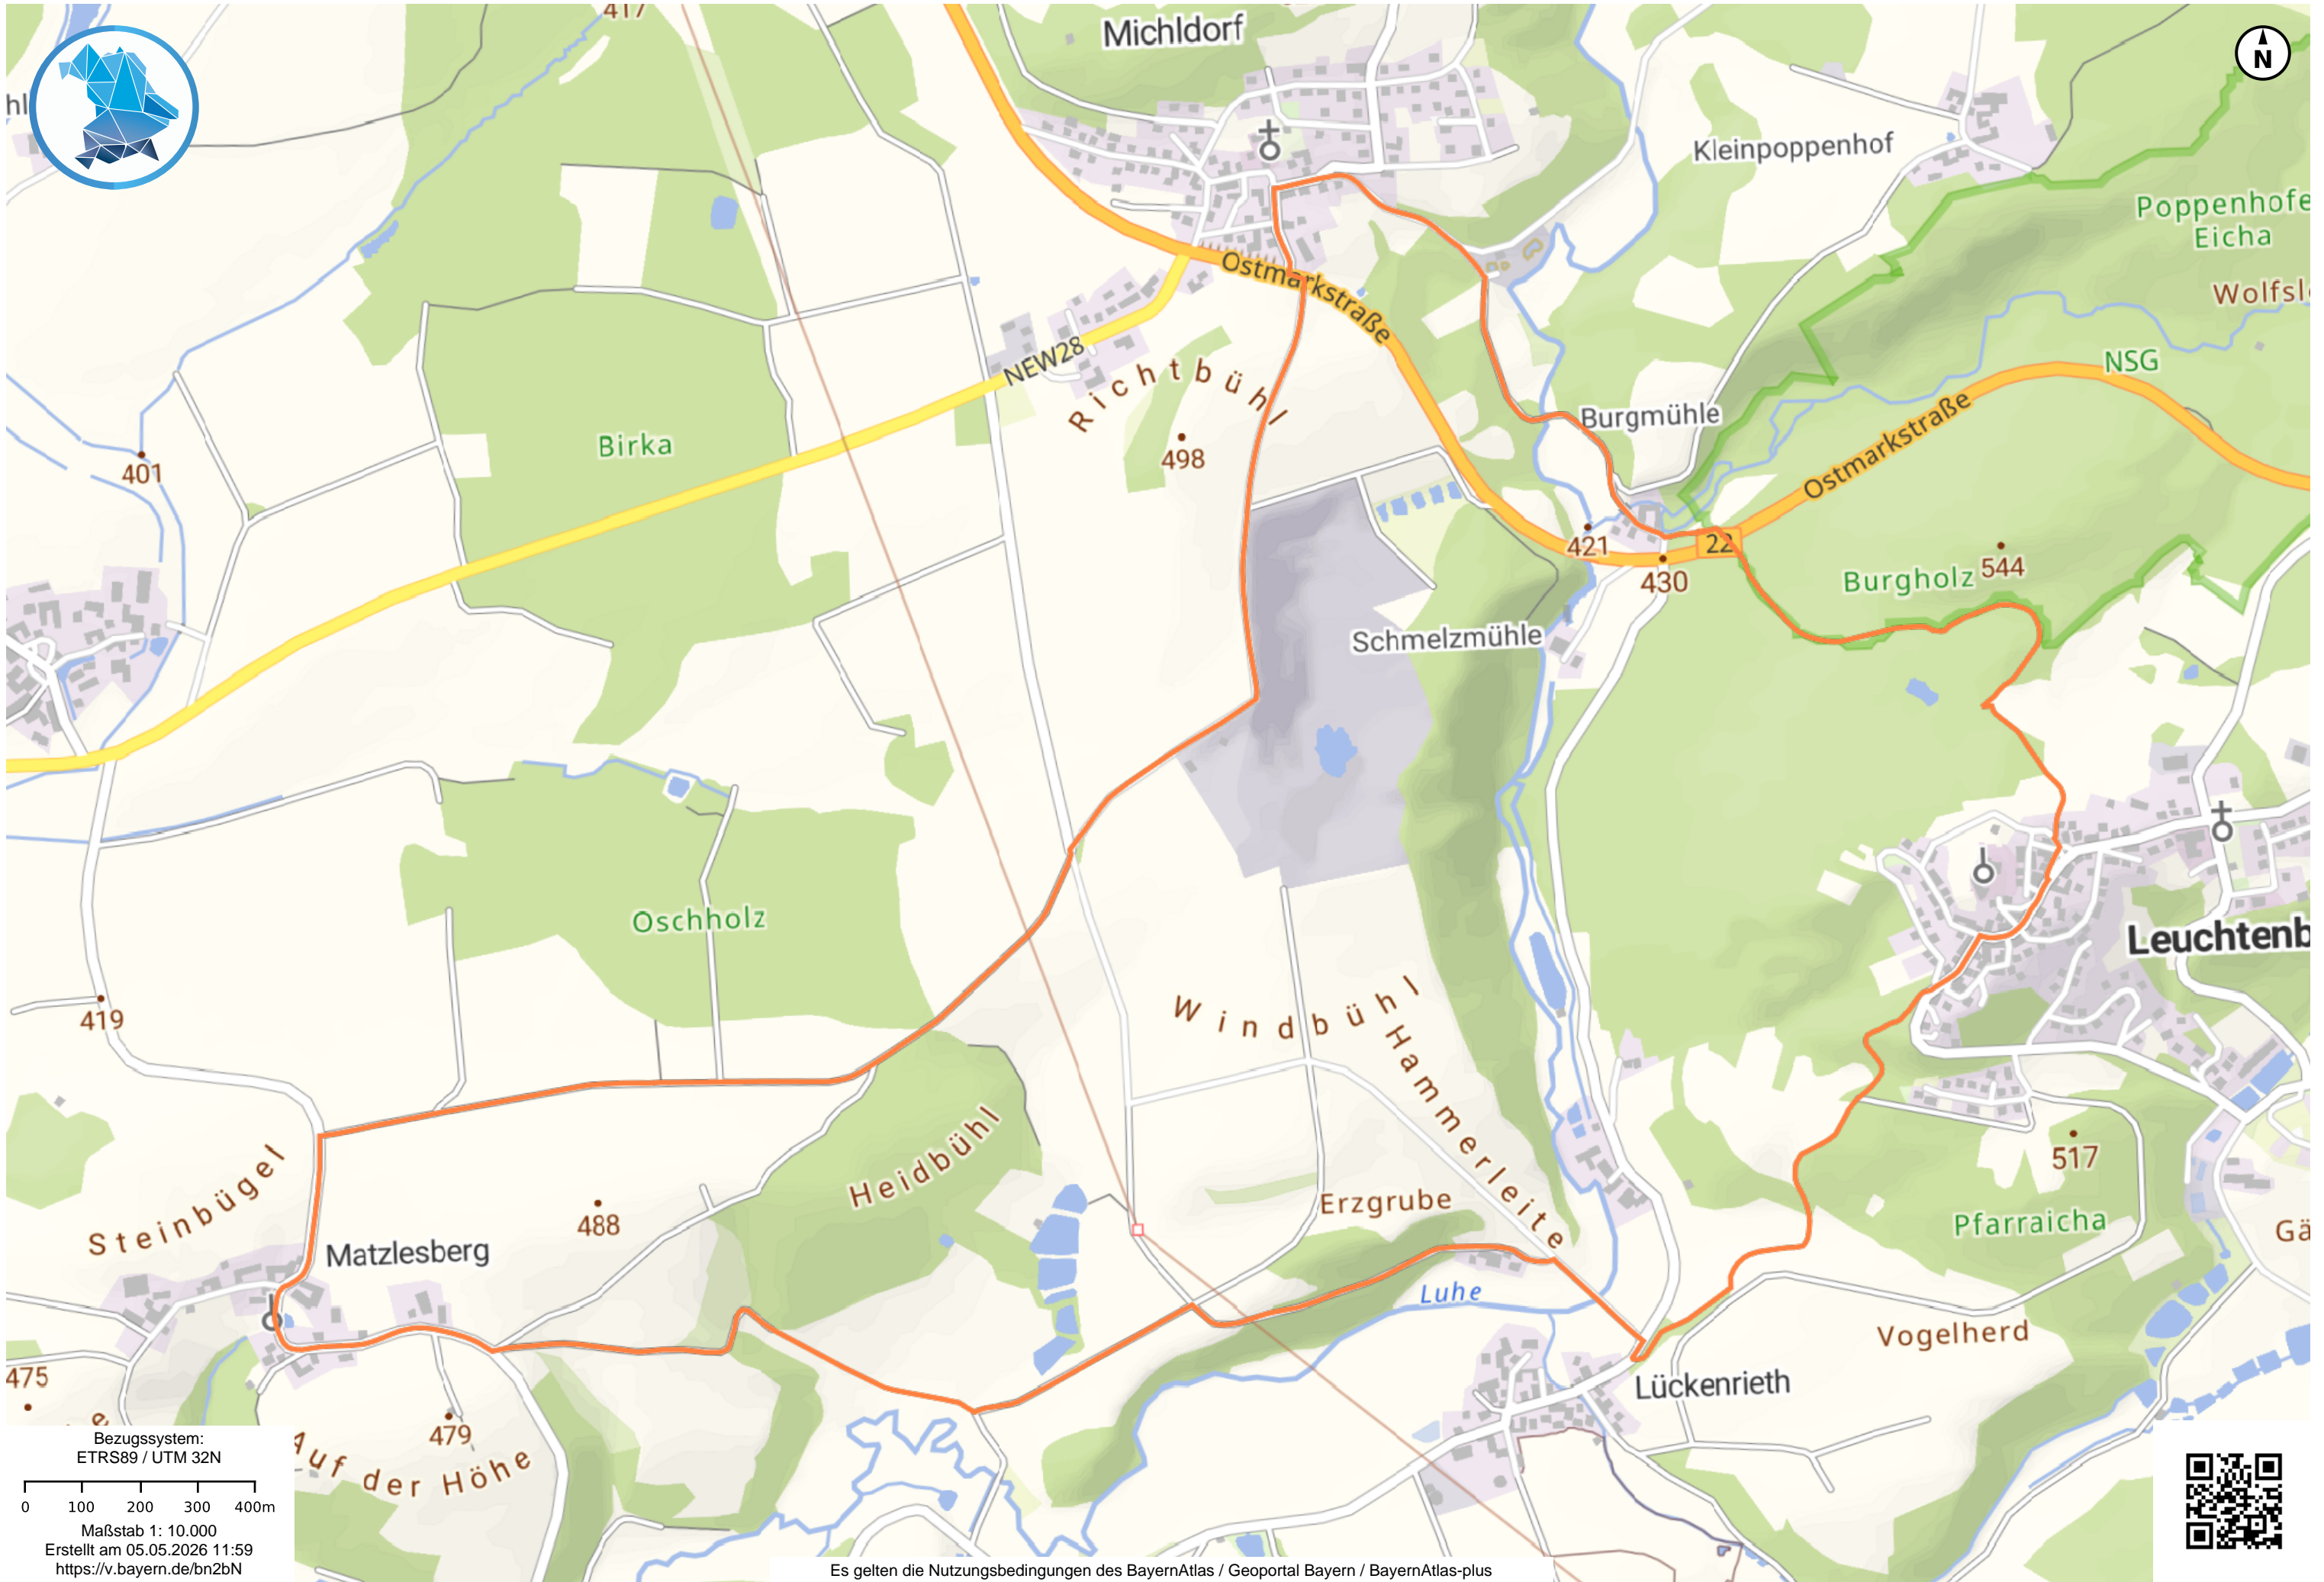 417
Michldorf
N
hl
Kleinpoppenhof
Poppenhofe
Eicha
Ostmarkstraße
Wolfsl
NEW28
NSG
Richtbühl
Burgmühle
Ostmarkstraße
Birka
498
401
421
22
430
Burgholz
544
Schmelzmühle
Oschholz
Leuchtenb
419
Windbühl
Hammerleite
Heidbühl
517
Steinbügel
488
Erzgrube
Pfarraicha
Gä
Matzlesberg
Luhe
Vogelherd
475
Lückenrieth
e
479
Auf der Höhe
Bezugssystem:
ETRS89 / UTM 32N
0 100 200 300 400m
Maßstab 1: 10.000
Erstellt am 05.05.2026 11:59
https://v.bayern.de/bn2bN
Es gelten die Nutzungsbedingungen des BayernAtlas / Geoportal Bayern / BayernAtlas-plus